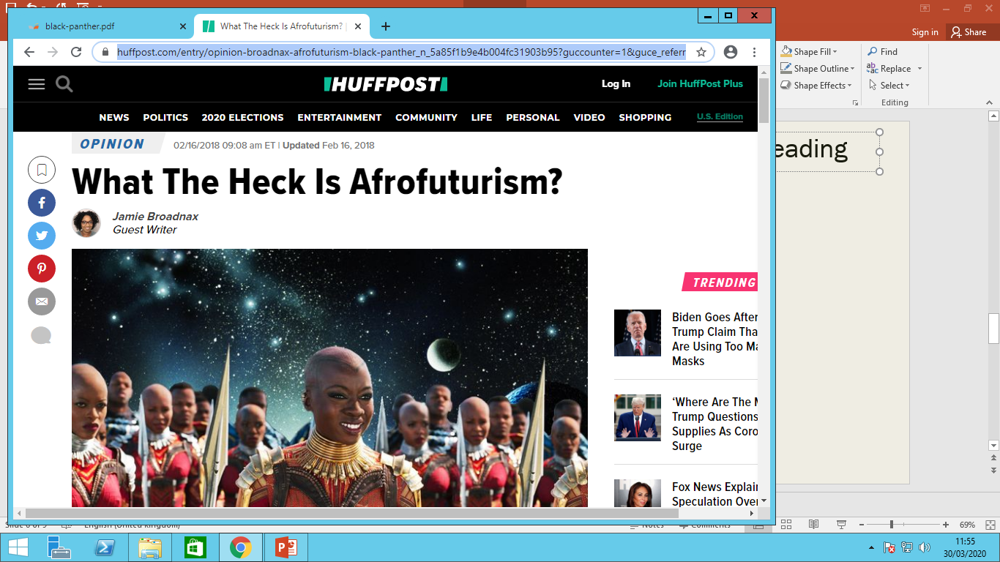 black-panther.pdf
What The Heck Is Afrofuturism? |
huffpost.com/entry/opinion-broadnax-afrofuturism-black-panther_n_5a85f1b9e4b004fc31903b95?guccounter=1&guce_referr
HUFFPOST
Log In
Join HuffPost Plus
NEWS POLITICS 2020 ELECTIONS ENTERTAINMENT COMMUNITY LIFE PERSONAL VIDEO SHOPPING U.S. Edition
OPINION 02/16/2018 09:08 am ET | Updated Feb 16, 2018
What The Heck Is Afrofuturism?
Jamie Broadnax
Guest Writer
TRENDING
Biden Goes After
Trump Claim Tha
Are Using Too Ma
Masks
‘Where Are The M
Trump Questions
Supplies As Coro
Surge
Fox News Explai
Speculation Over
Sign in Share
Shape Fill Find
Shape Outline Replace
Shape Effects Select
Editing
eading
Slide 6 of 9 English (United Kingdom) Notes Comments 69%
11:55
30/03/2020